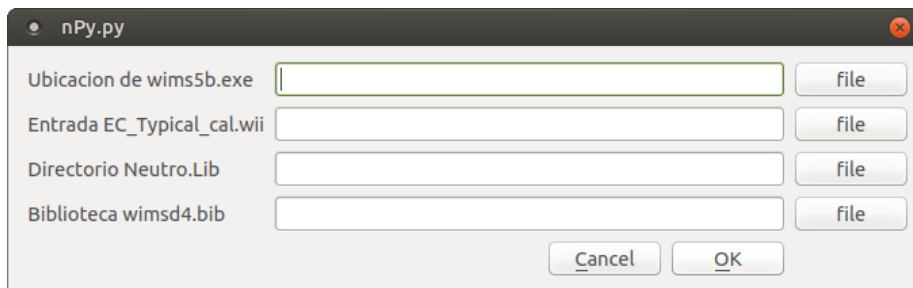 nPy.py
Ubicacion de wims5b.exe file
Entrada EC_Typical_cal.wii file
Directorio Neutro.Lib file
Biblioteca wimsd4.bib file
Cancel OK